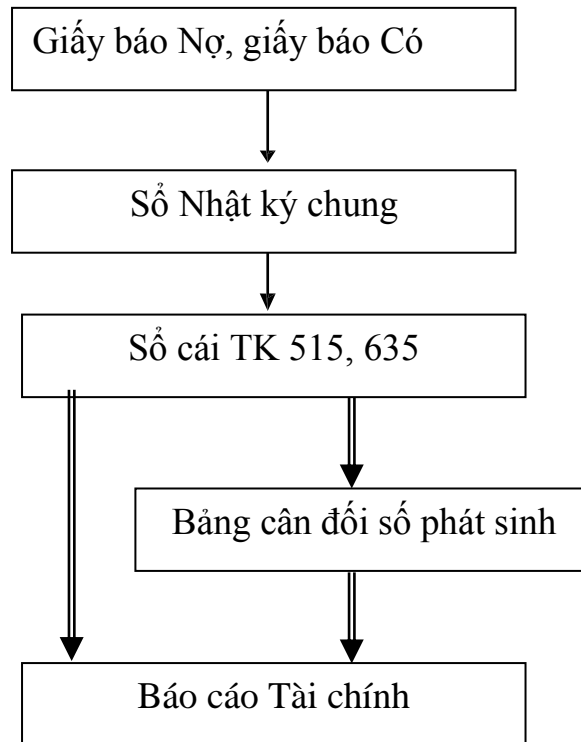 Giấy báo Nợ, giấy báo Có
Sổ Nhật ký chung
Sổ cái TK 515, 635
Bảng cân đối số phát sinh
Báo cáo Tài chính